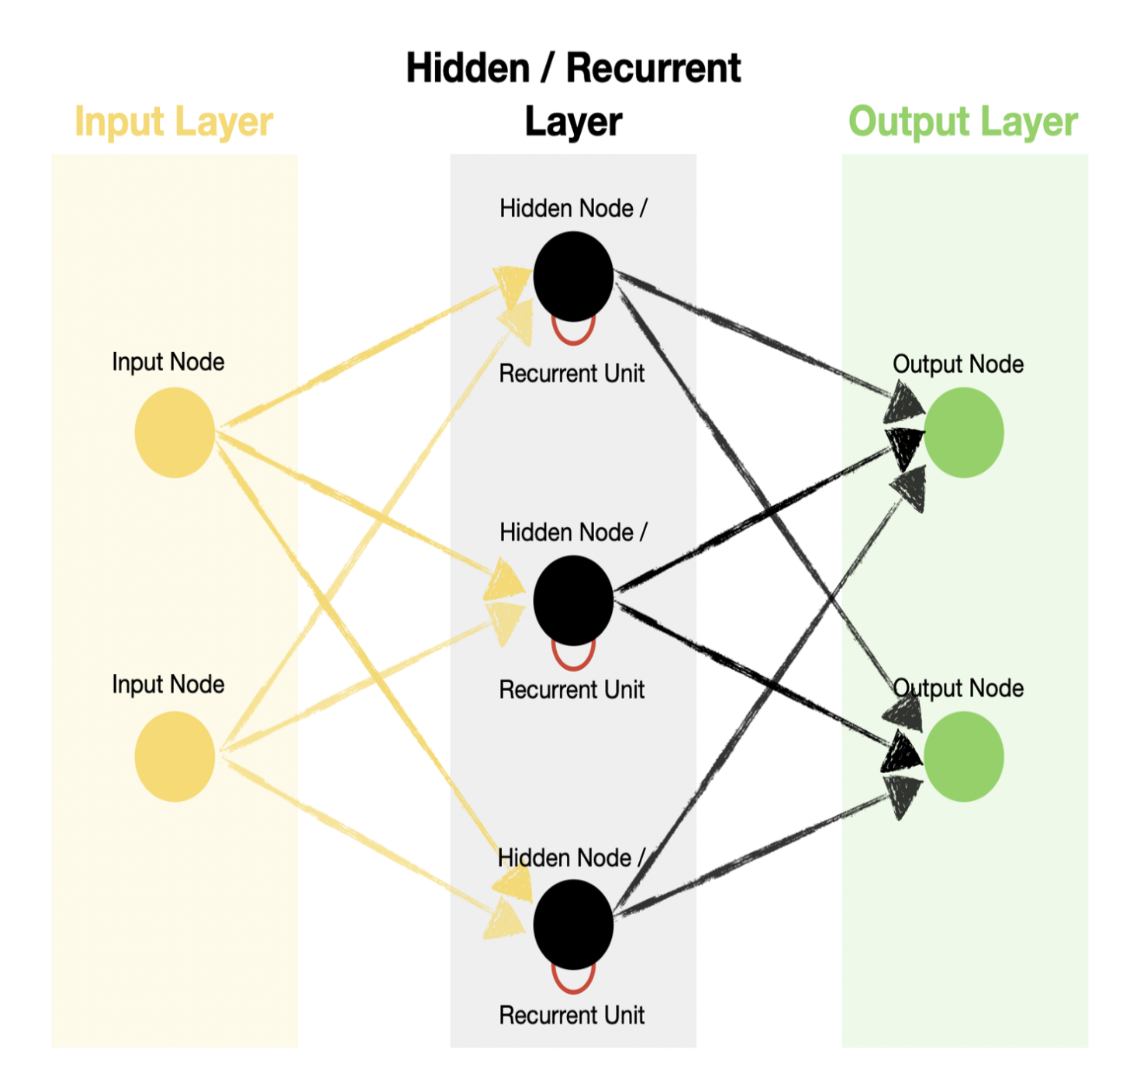 Hidden / Recurrent
Layer
Input Layer
Output Layer
Hidden Node /
Recurrent Unit
Input Node
Output Node
Hidden Node /
Recurrent Unit
Input Node
Output Node
Hidden Node /
Recurrent Unit